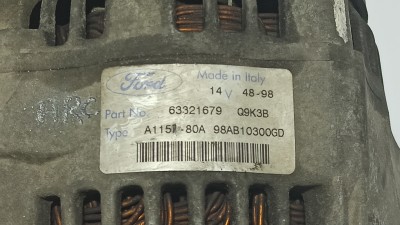 Ford
Made in Italy
14 V 48-98
Part No. 63321679 Q9K3B
Type A115I-80A 98AB10300GD